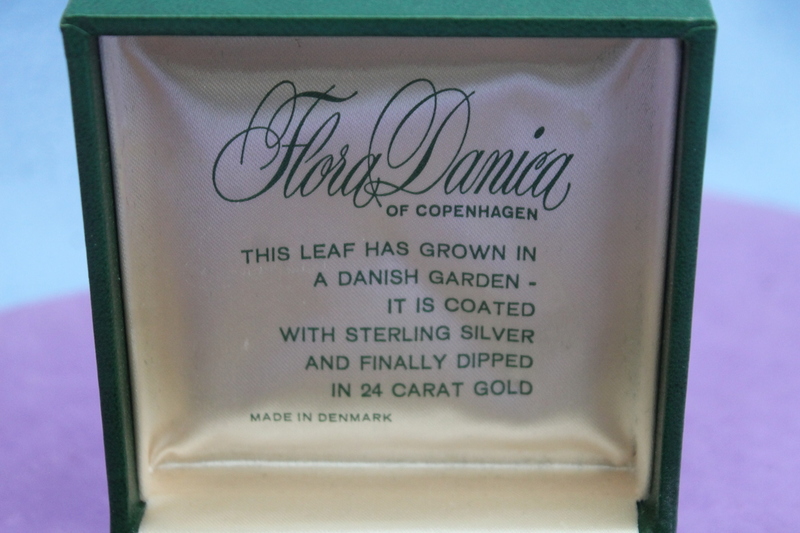 Flora Danica
OF COPENHAGEN
THIS LEAF HAS GROWN IN
A DANISH GARDEN -
IT IS COATED
WITH STERLING SILVER
AND FINALLY DIPPED
IN 24 CARAT GOLD
MADE IN DENMARK